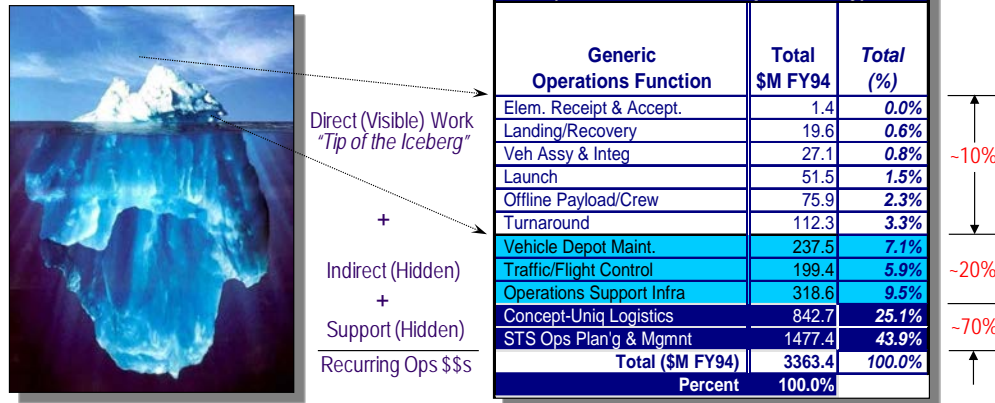 Direct (Visible) Work
"Tip of the Iceberg"
+
Indirect (Hidden)
+
Support (Hidden)
Recurring Ops $$s
Generic Operations Function Total $M FY94 Total (%)
Elem. Receipt & Accept. 1.4 0.0%
Landing/Recovery 19.6 0.6%
Veh Assy & Integ 27.1 0.8%
Launch 51.5 1.5%
Offline Payload/Crew 75.9 2.3%
Turnaround 112.3 3.3%
Vehicle Depot Maint. 237.5 7.1%
Traffic/Flight Control 199.4 5.9%
Operations Support Infra 318.6 9.5%
Concept-Uniq Logistics 842.7 25.1%
STS Ops Plan'g & Mgmnt 1477.4 43.9%
Total ($M FY94) 3363.4 100.0%
Percent 100.0%
~10%
~20%
~70%